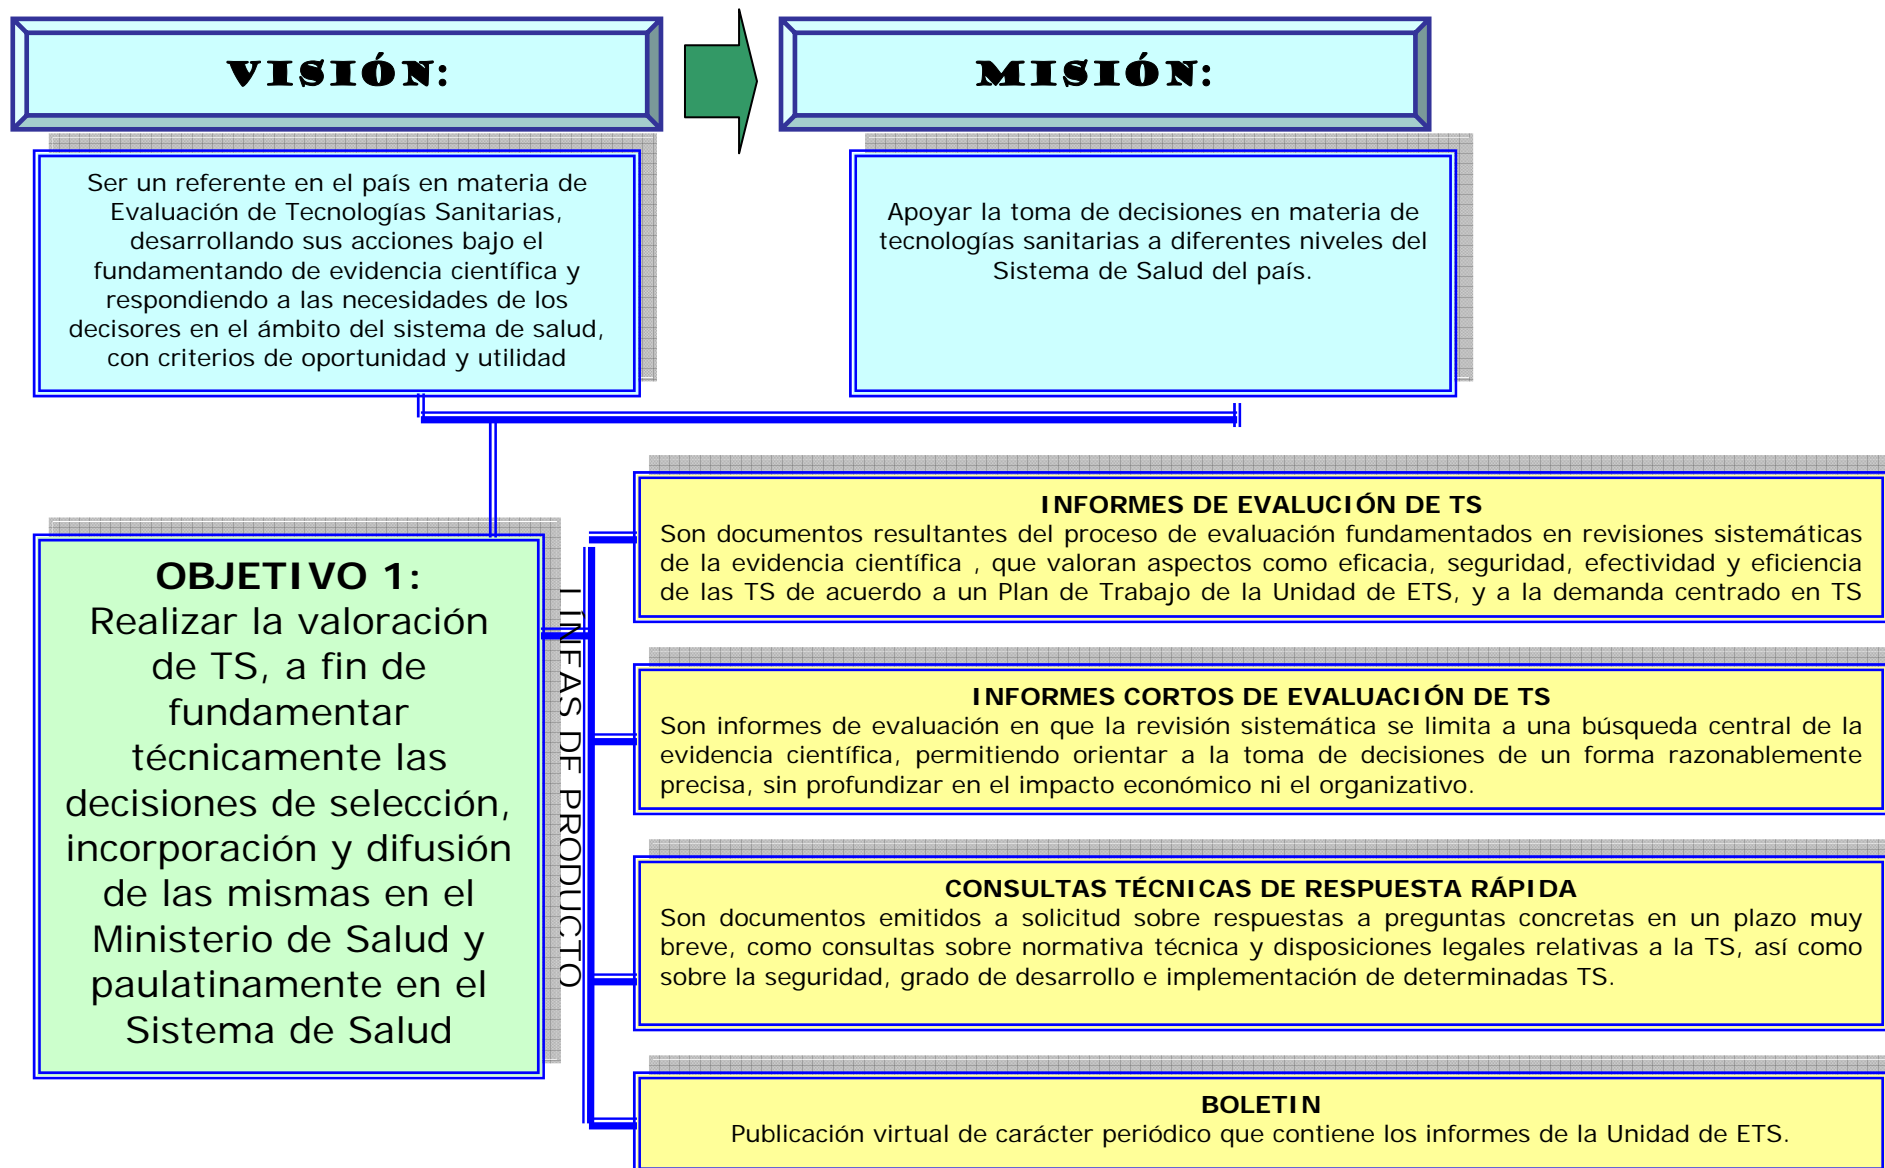 VISIÓN:
MISIÓN:
Ser un referente en el país en materia de
Evaluación de Tecnologías Sanitarias,
desarrollando sus acciones bajo el
fundamentando de evidencia científica y
respondiendo a las necesidades de los
decisores en el ámbito del sistema de salud,
con criterios de oportunidad y utilidad
Apoyar la toma de decisiones en materia de
tecnologías sanitarias a diferentes niveles del
Sistema de Salud del país.
OBJETIVO 1:
Realizar la valoración
de TS, a fin de
fundamentar
técnicamente las
decisiones de selección,
incorporación y difusión
de las mismas en el
Ministerio de Salud y
paulatinamente en el
Sistema de Salud
LÍNEAS DE PRODUCTO
INFORMES DE EVALUCIÓN DE TS
Son documentos resultantes del proceso de evaluación fundamentados en revisiones sistemáticas
de la evidencia científica , que valoran aspectos como eficacia, seguridad, efectividad y eficiencia
de las TS de acuerdo a un Plan de Trabajo de la Unidad de ETS, y a la demanda centrado en TS
INFORMES CORTOS DE EVALUACIÓN DE TS
Son informes de evaluación en que la revisión sistemática se limita a una búsqueda central de la
evidencia científica, permitiendo orientar a la toma de decisiones de un forma razonablemente
precisa, sin profundizar en el impacto económico ni el organizativo.
CONSULTAS TÉCNICAS DE RESPUESTA RÁPIDA
Son documentos emitidos a solicitud sobre respuestas a preguntas concretas en un plazo muy
breve, como consultas sobre normativa técnica y disposiciones legales relativas a la TS, así como
sobre la seguridad, grado de desarrollo e implementación de determinadas TS.
BOLETIN
Publicación virtual de carácter periódico que contiene los informes de la Unidad de ETS.